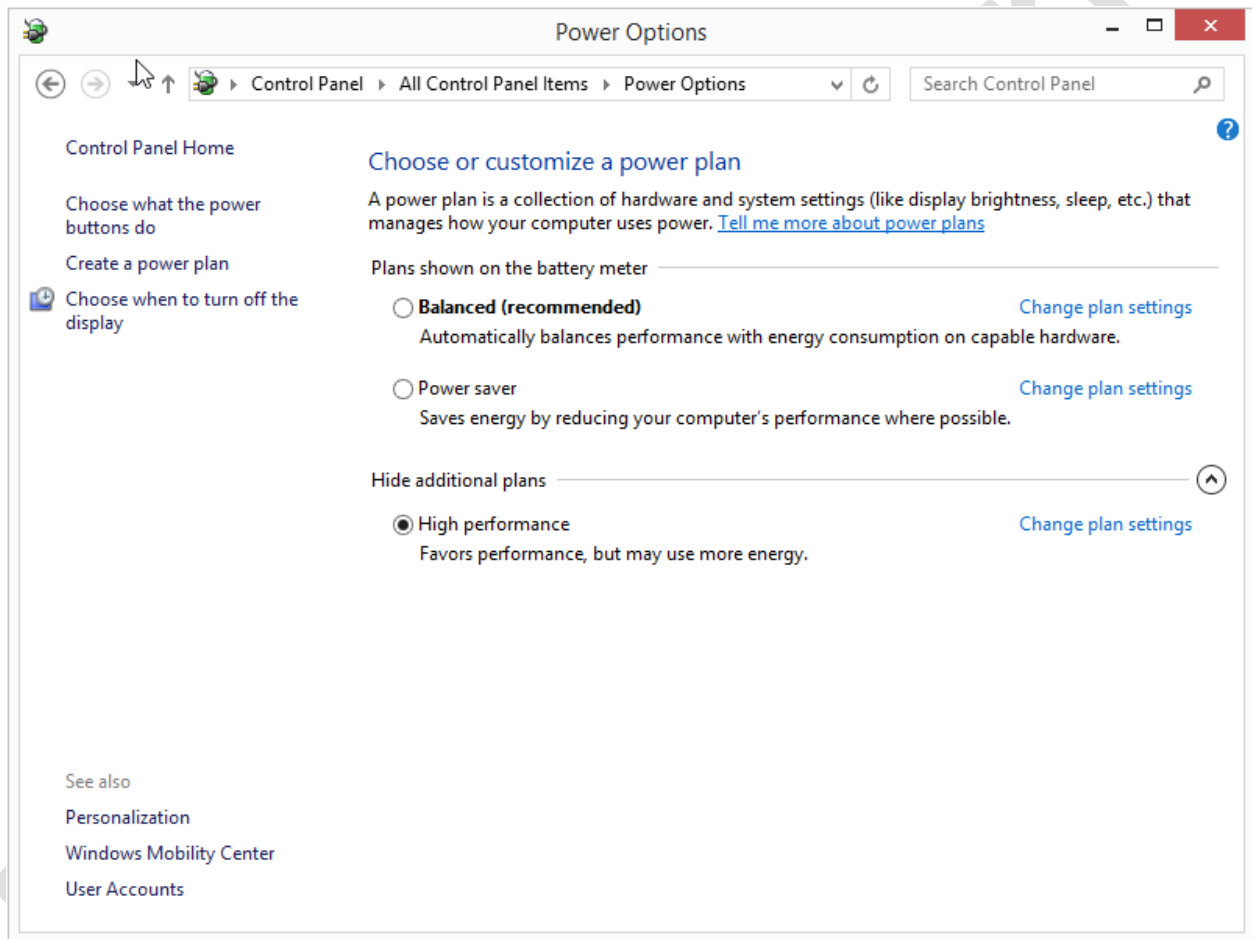 Power Options
Control Panel All Control Panel Items Power Options
Search Control Panel
Control Panel Home
Choose what the power
buttons do
Create a power plan
Choose when to turn off the
display
Choose or customize a power plan
A power plan is a collection of hardware and system settings (like display brightness, sleep, etc.) that
manages how your computer uses power. Tell me more about power plans
Plans shown on the battery meter
Balanced (recommended) Change plan settings
Automatically balances performance with energy consumption on capable hardware.
Power saver Change plan settings
Saves energy by reducing your computer's performance where possible.
Hide additional plans
High performance Change plan settings
Favors performance, but may use more energy.
See also
Personalization
Windows Mobility Center
User Accounts